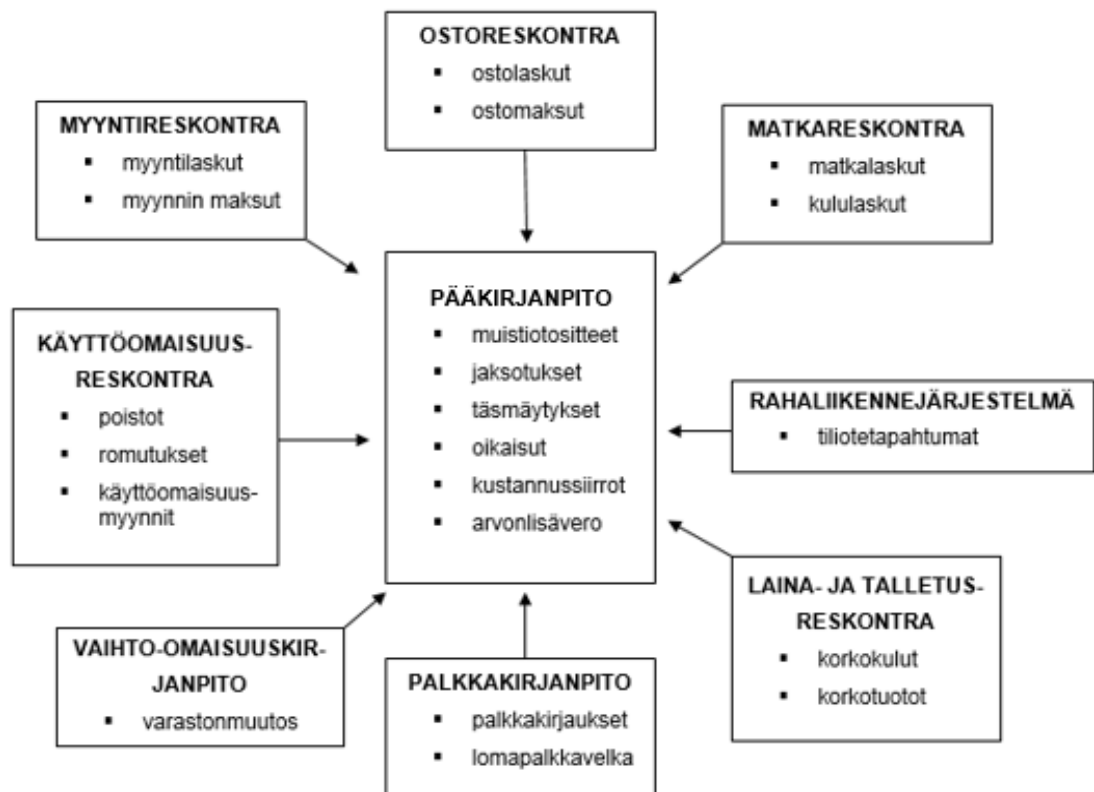 OSTORESKONTRA
▪ ostolaskut
▪ ostomaksut
MYYNTIRESKONTRA
▪ myyntilaskut
▪ myynnin maksut
MATKARESKONTRA
▪ matkalaskut
▪ kululaskut
PÄÄKIRJANPITO
▪ muistiotositteet
▪ jaksotukset
▪ täsmäytykset
▪ oikaisut
▪ kustannussiirrot
▪ arvonlisävero
KÄYTTÖOMAISUUS-
RESKONTRA
▪ poistot
▪ romutukset
▪ käyttöomaisuus-
myynnit
RAHALIIKENNEJÄRJESTELMÄ
▪ tiliotetapahtumat
LAINA- JA TALLETUS-
RESKONTRA
▪ korkokulut
▪ korkotuotot
VAIHTO-OMAISUUSKIR-
JANPITO
▪ varastonmuutos
PALKKAKIRJANPITO
▪ palkkakirjaukset
▪ lomapalkkavelka